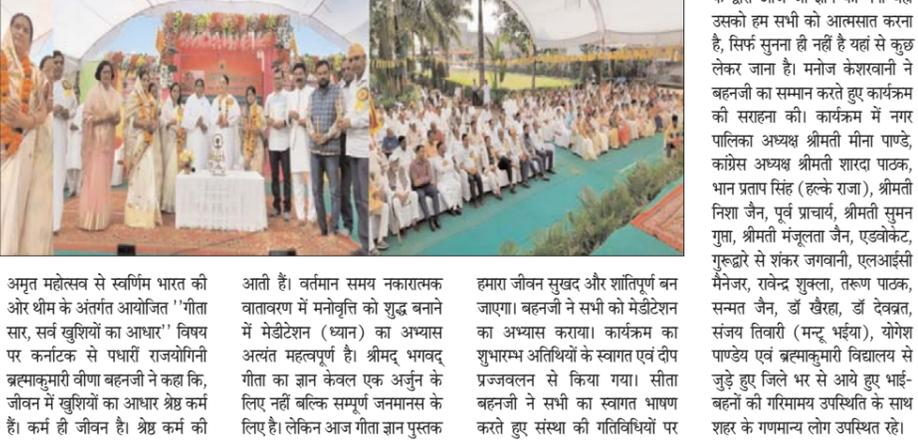 अमृत महोत्सव से स्वर्णिम भारत की
ओर थीम के अंतर्गत आयोजित ''गीता
सार, सर्व खुशियों का आधार'' विषय
पर कर्नाटक से पधारीं राजयोगिनी
ब्रह्माकुमारी वीणा बहनजी ने कहा कि,
जीवन में खुशियों का आधार श्रेष्ठ कर्म
हैं। कर्म ही जीवन है। श्रेष्ठ कर्म की
आती हैं। वर्तमान समय नकारात्मक
वातावरण में मनोवृत्ति को शुद्ध बनाने
में मेडीटेशन (ध्यान) का अभ्यास
अत्यंत महत्वपूर्ण है। श्रीमद् भगवद्
गीता का ज्ञान केवल एक अर्जुन के
लिए नहीं बल्कि सम्पूर्ण जनमानस के
लिए है। लेकिन आज गीता ज्ञान पुस्तक
हमारा जीवन सुखद और शांतिपूर्ण बन
जाएगा। बहनजी ने सभी को मेडीटेशन
का अभ्यास कराया। कार्यक्रम का
शुभारम्भ अतिथियों के स्वागत एवं दीप
प्रज्जवलन से किया गया। सीता
बहनजी ने सभी का स्वागत भाषण
करते हुए संस्था की गतिविधियों पर
उसको हम सभी को आत्मसात करना
है, सिर्फ सुनना ही नहीं है यहां से कुछ
लेकर जाना है। मनोज केशरवानी ने
बहनजी का सम्मान करते हुए कार्यक्रम
की सराहना की। कार्यक्रम में नगर
पालिका अध्यक्ष श्रीमती मीना पाण्डे,
कांग्रेस अध्यक्ष श्रीमती शारदा पाठक,
भान प्रताप सिंह (हल्के राजा), श्रीमती
निशा जैन, पूर्व प्राचार्य, श्रीमती सुमन
गुप्ता, श्रीमती मंजूलता जैन, एडवोकेट,
गुरूद्वारे से शंकर जगवानी, एलआईसी
मैनेजर, रावेन्द्र शुक्ला, तरूण पाठक,
सन्मत जैन, डॉ खैरहा, डॉ देवव्रत,
संजय तिवारी (मन्टू भईया), योगेश
पाण्डेय एवं ब्रह्माकुमारी विद्यालय से
जुड़े हुए जिले भर से आये हुए भाई-
बहनों की गरिमामय उपस्थिति के साथ
शहर के गणमान्य लोग उपस्थित रहे।